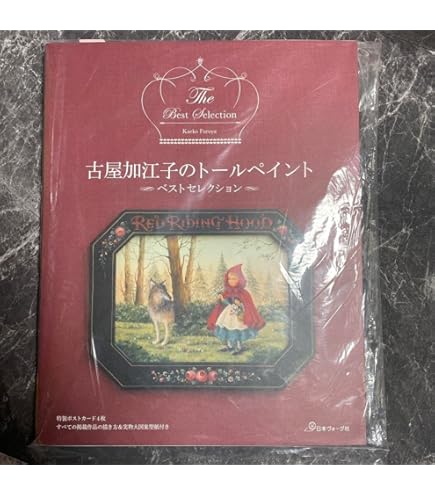 The
Best Selection
Kaeko Furuya
古屋加江子のトールペイント
ベストセレクション
RED RIDING HOOD
特製ポストカード4枚
すべての掲載作品の描き方&実物大図案型紙付き
日本ヴォーグ社